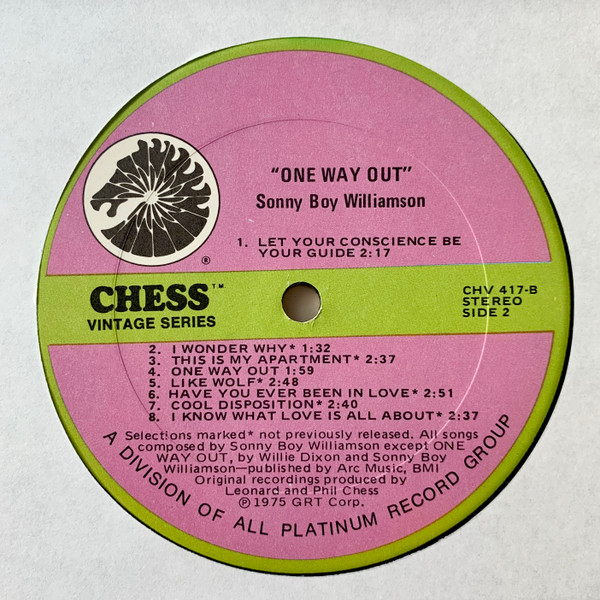 "ONE WAY OUT"
Sonny Boy Williamson
1. LET YOUR CONSCIENCE BE
YOUR GUIDE 2:17
®
CHESS™
VINTAGE SERIES
CHV 417-B
STEREO
SIDE 2
2. I WONDER WHY* 1:32
3. THIS IS MY APARTMENT* 2:37
4. ONE WAY OUT 1:59
5. LIKE WOLF* 2:48
6. HAVE YOU EVER BEEN IN LOVE* 2:51
7. COOL DISPOSITION* 2:40
8. I KNOW WHAT LOVE IS ALL ABOUT* 2:37
Selections marked* not previously released. All songs
composed by Sonny Boy Williamson except ONE
WAY OUT, by Willie Dixon and Sonny Boy
Williamson—published by Arc Music, BMI
Original recordings produced by
Leonard and Phil Chess
℗ 1975 GRT Corp.
A DIVISION OF ALL PLATINUM RECORD GROUP